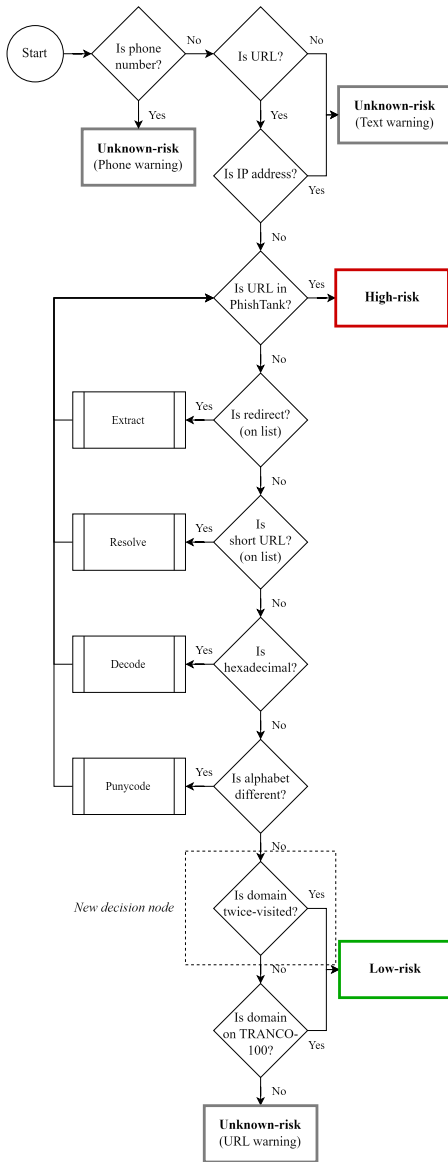 Start
Is phone
number?
No
Is URL?
No
Yes
Yes
Unknown-risk
(Phone warning)
Unknown-risk
(Text warning)
Is IP address?
Yes
No
Is URL in
PhishTank?
Yes
High-risk
No
Extract
Yes
Is redirect?
(on list)
No
Resolve
Yes
Is
short URL?
(on list)
No
Decode
Yes
Is
hexadecimal?
No
Punycode
Yes
Is alphabet
different?
No
New decision node
Is domain
twice-visited?
Yes
No
Low-risk
Is domain
on TRANCO-
100?
Yes
No
Unknown-risk
(URL warning)